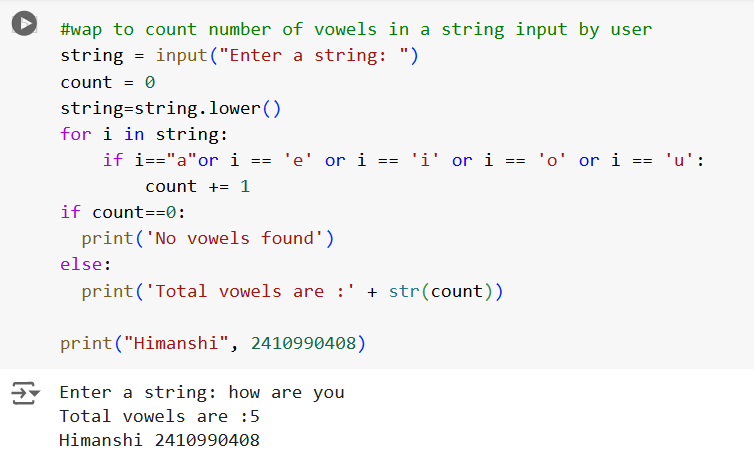 #wap to count number of vowels in a string input by user
string = input("Enter a string: ")
count = 0
string=string.lower()
for i in string:
    if i=="a"or i == 'e' or i == 'i' or i == 'o' or i == 'u':
        count += 1
if count==0:
  print('No vowels found')
else:
  print('Total vowels are :' + str(count))

print("Himanshi", 2410990408)
Enter a string: how are you
Total vowels are :5
Himanshi 2410990408